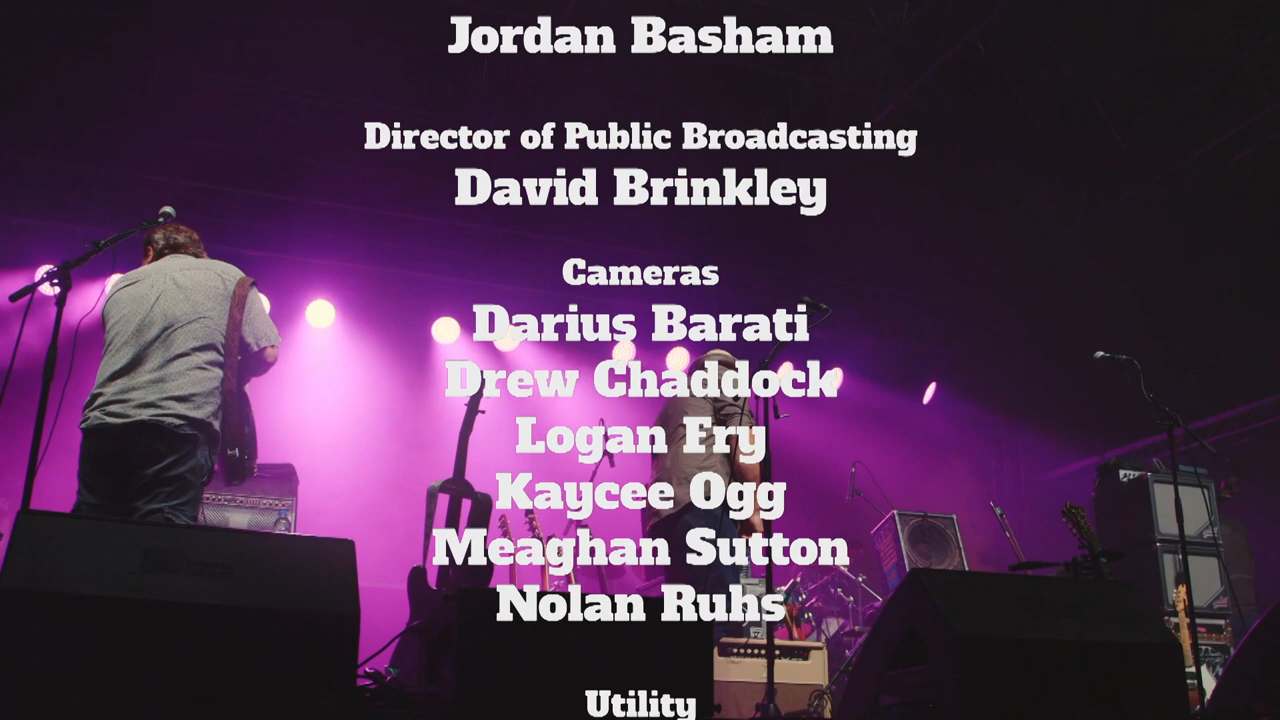 Jordan Basham
Director of Public Broadcasting
David Brinkley
Cameras
Darius Barati
Drew Chaddock
Logan Fry
Kaycee Ogg
Meaghan Sutton
Nolan Ruhs
Utility